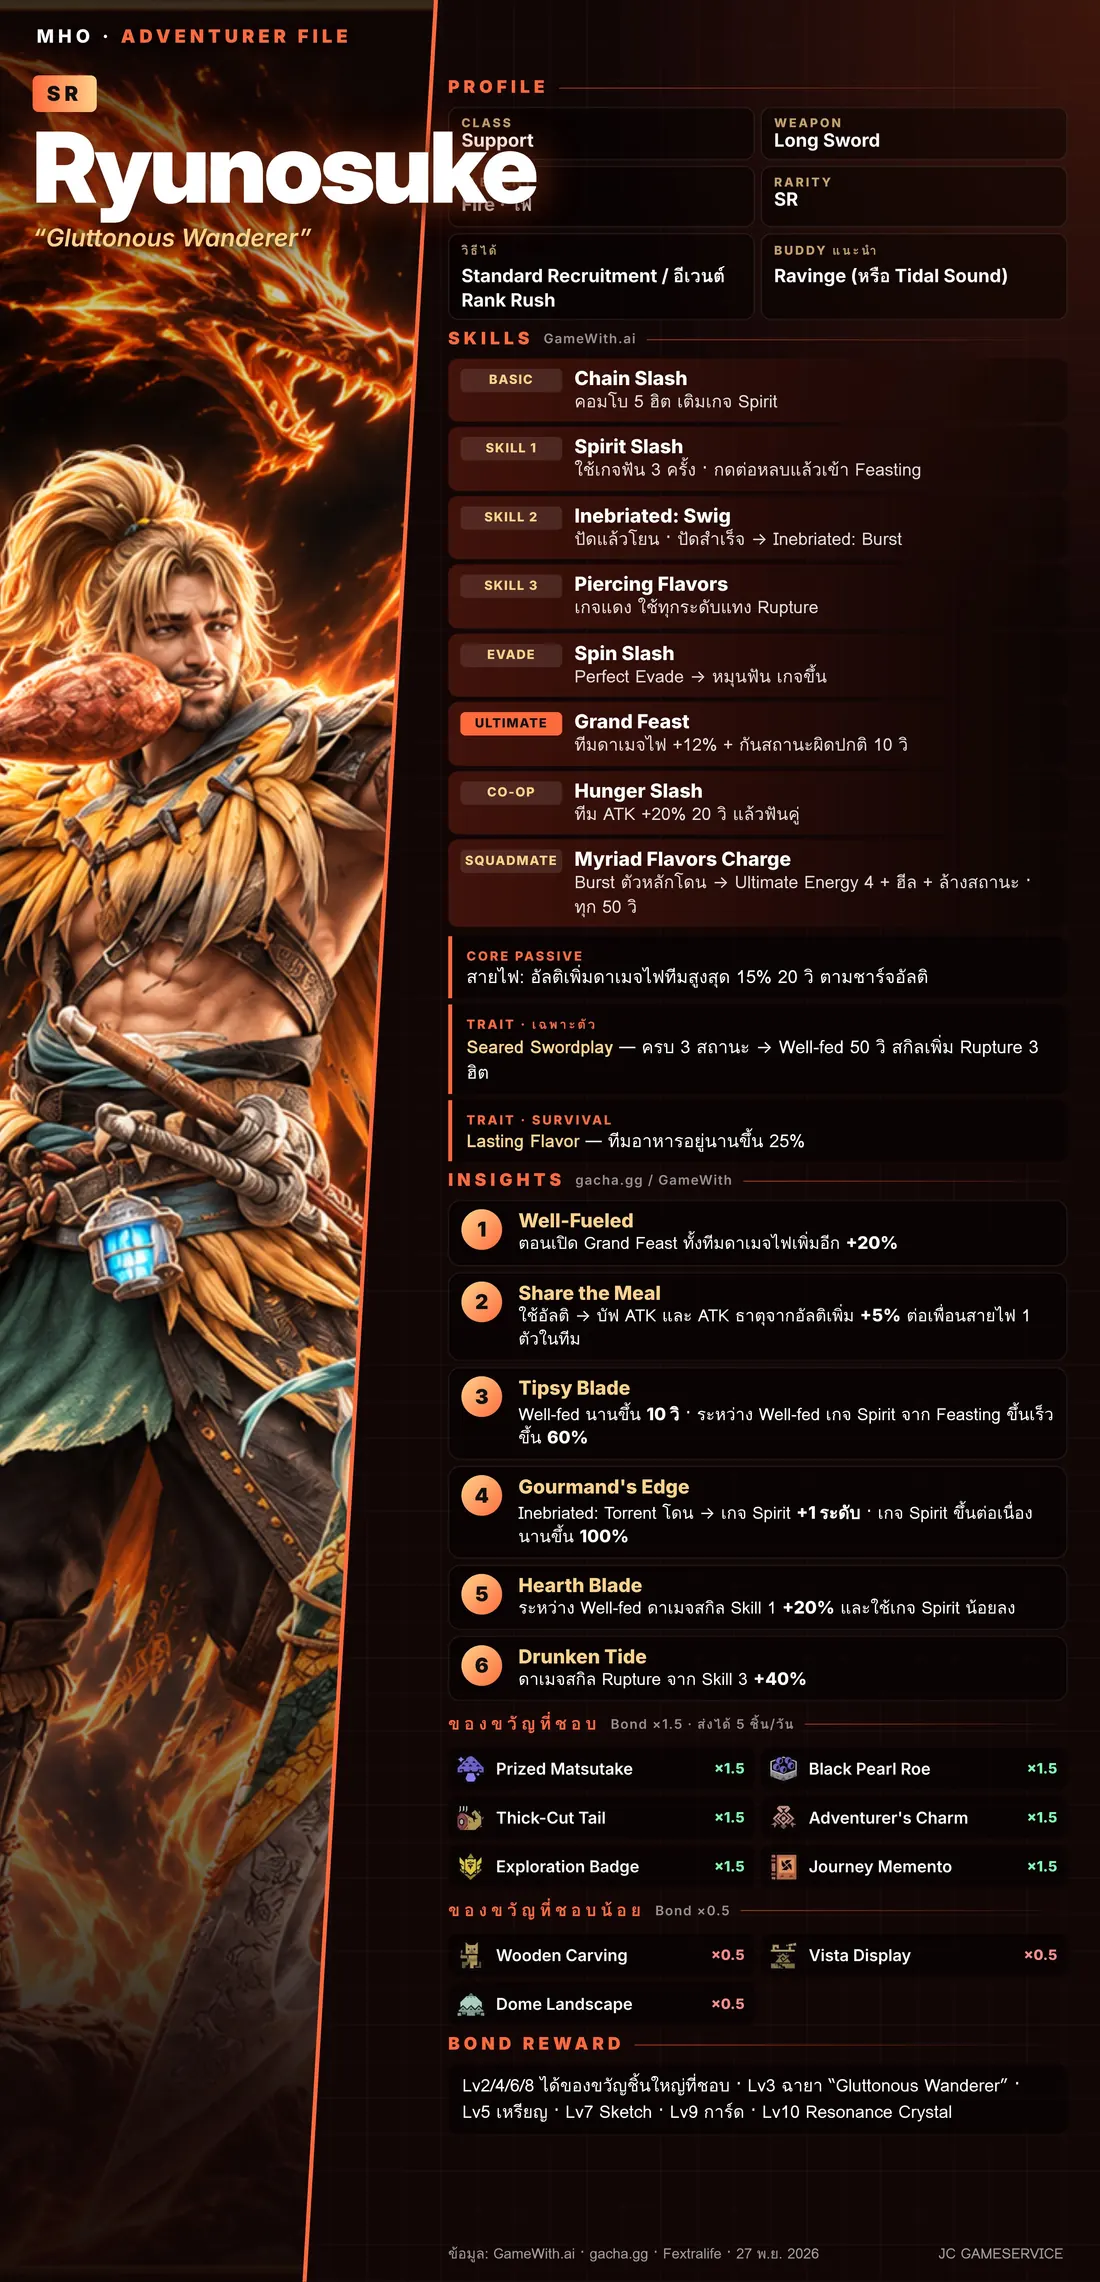 MHO · ADVENTURER FILE
SR
Ryunosuke
“Gluttonous Wanderer”
PROFILE
CLASS
Support
WEAPON
Long Sword
Fire · ไฟ
RARITY
SR
วิธีได้
Standard Recruitment / อีเวนต์
Rank Rush
BUDDY แนะนำ
Ravinge (หรือ Tidal Sound)
SKILLS GameWith.ai
BASIC
Chain Slash
คอมโบ 5 ฮิต เติมเกจ Spirit
SKILL 1
Spirit Slash
ใช้เกจฟัน 3 ครั้ง · กดต่อหลบแล้วเข้า Feasting
SKILL 2
Inebriated: Swig
ปัดแล้วโยน · ปัดสำเร็จ → Inebriated: Burst
SKILL 3
Piercing Flavors
เกจแดง ใช้ทุกระดับแทง Rupture
EVADE
Spin Slash
Perfect Evade → หมุนฟัน เกจขึ้น
ULTIMATE
Grand Feast
ทีมดาเมจไฟ +12% + กันสถานะผิดปกติ 10 วิ
CO-OP
Hunger Slash
ทีม ATK +20% 20 วิ แล้วฟันคู่
SQUADMATE
Myriad Flavors Charge
Burst ตัวหลักโดน → Ultimate Energy 4 + ฮีล + ล้างสถานะ ·
ทุก 50 วิ
CORE PASSIVE
สายไฟ: อัลติเพิ่มดาเมจไฟทีมสูงสุด 15% 20 วิ ตามชาร์จอัลติ
TRAIT · เฉพาะตัว
Seared Swordplay — ครบ 3 สถานะ → Well-fed 50 วิ สกิลเพิ่ม Rupture 3
ฮิต
TRAIT · SURVIVAL
Lasting Flavor — ทีมอาหารอยู่นานขึ้น 25%
INSIGHTS gacha.gg / GameWith
1
Well-Fueled
ตอนเปิด Grand Feast ทั้งทีมดาเมจไฟเพิ่มอีก +20%
2
Share the Meal
ใช้อัลติ → บัฟ ATK และ ATK ธาตุจากอัลติเพิ่ม +5% ต่อเพื่อนสายไฟ 1
ตัวในทีม
3
Tipsy Blade
Well-fed นานขึ้น 10 วิ · ระหว่าง Well-fed เกจ Spirit จาก Feasting ขึ้นเร็ว
ขึ้น 60%
4
Gourmand's Edge
Inebriated: Torrent โดน → เกจ Spirit +1 ระดับ · เกจ Spirit ขึ้นต่อเนื่อง
นานขึ้น 100%
5
Hearth Blade
ระหว่าง Well-fed ดาเมจสกิล Skill 1 +20% และใช้เกจ Spirit น้อยลง
6
Drunken Tide
ดาเมจสกิล Rupture จาก Skill 3 +40%
ของขวัญที่ชอบ Bond ×1.5 · ส่งได้ 5 ชิ้น/วัน
Prized Matsutake ×1.5
Black Pearl Roe ×1.5
Thick-Cut Tail ×1.5
Adventurer's Charm ×1.5
Exploration Badge ×1.5
Journey Memento ×1.5
ของขวัญที่ชอบน้อย Bond ×0.5
Wooden Carving ×0.5
Vista Display ×0.5
Dome Landscape ×0.5
BOND REWARD
Lv2/4/6/8 ได้ของขวัญชิ้นใหญ่ที่ชอบ · Lv3 ฉายา “Gluttonous Wanderer” ·
Lv5 เหรียญ · Lv7 Sketch · Lv9 การ์ด · Lv10 Resonance Crystal
ข้อมูล: GameWith.ai · gacha.gg · Fextralife · 27 พ.ย. 2026
JC GAMESERVICE